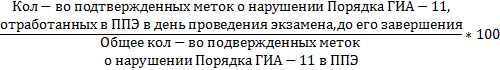 Кол − во подтвержденных меток о нарушении Порядка ГИА − 11,
отработанных в ППЭ в день проведения экзамена, до его завершения
Общее кол − во подверженных меток
о нарушении Порядка ГИА − 11 в ППЭ
* 100